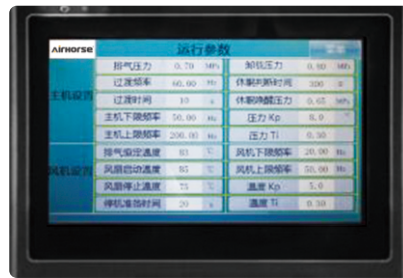 AirHorse 运行参数
主机设置
排气压力 0.70 MPa 卸载压力 0.80 MPa
过渡频率 60.00 Hz 休眠判断时间 300 s
过渡时间 10 s 休眠唤醒压力 0.65 MPa
主机下限频率 50.00 Hz 压力 Kp 8.0
主机上限频率 200.00 Hz 压力 Ti 0.30
风机设置
排气恒定温度 83 ℃ 风机下限频率 20.00 Hz
风扇启动温度 85 ℃ 风机上限频率 50.00 Hz
风扇停止温度 75 ℃ 温度 Kp 5.0
停机准备时间 20 s 温度 Ti 0.30